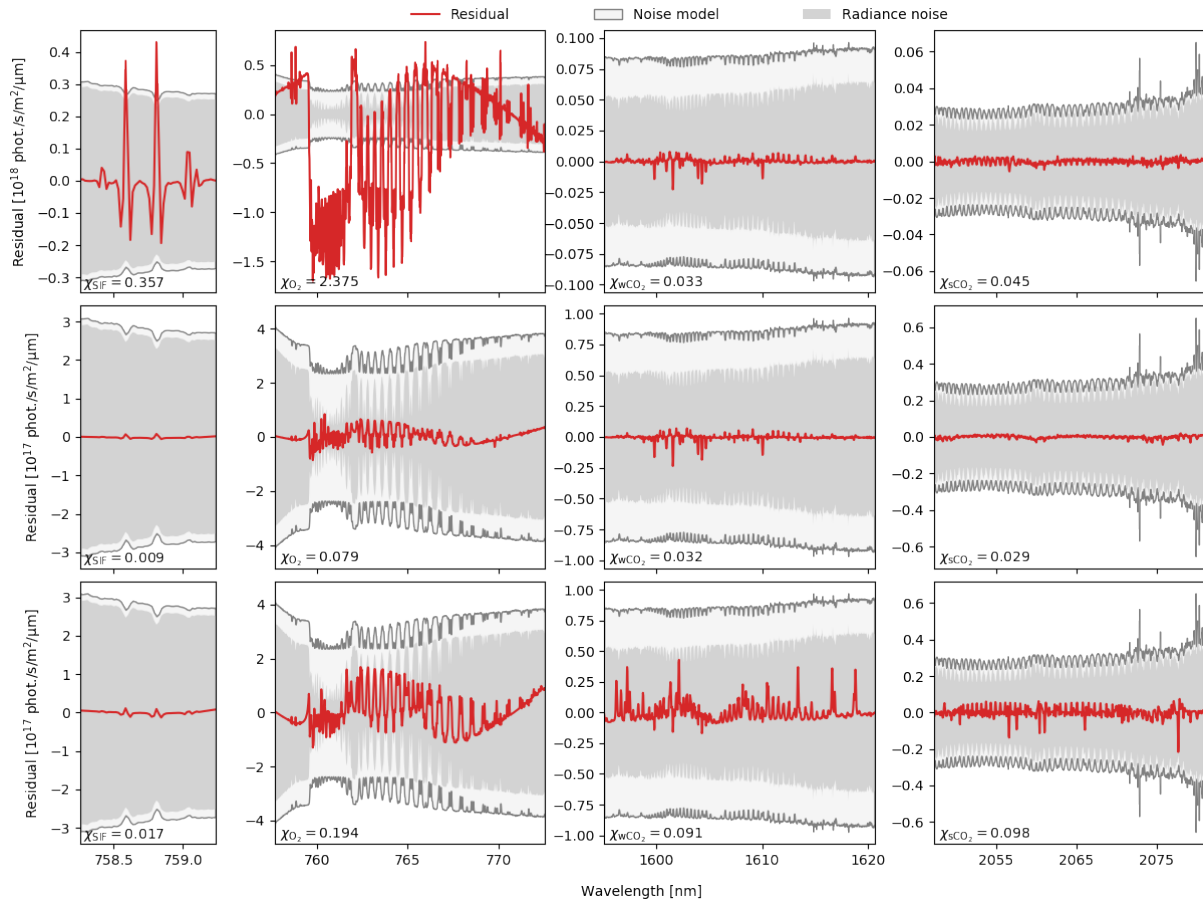 Residual Noise model Radiance noise
Residual [10¹⁸ phot./s/m²/μm]
0.4 0.3 0.2 0.1 0.0 −0.1 −0.2 −0.3
χSIF = 0.357
0.5 0.0 −0.5 −1.0 −1.5
χO₂ = 2.375
0.100 0.075 0.050 0.025 0.000 −0.025 −0.050 −0.075 −0.100
χwCO₂ = 0.033
0.06 0.04 0.02 0.00 −0.02 −0.04 −0.06
χsCO₂ = 0.045
Residual [10¹⁷ phot./s/m²/μm]
3 2 1 0 −1 −2 −3
χSIF = 0.009
4 2 0 −2 −4
χO₂ = 0.079
1.00 0.75 0.50 0.25 0.00 −0.25 −0.50 −0.75 −1.00
χwCO₂ = 0.032
0.6 0.4 0.2 0.0 −0.2 −0.4 −0.6
χsCO₂ = 0.029
Residual [10¹⁷ phot./s/m²/μm]
3 2 1 0 −1 −2 −3
χSIF = 0.017
4 2 0 −2 −4
χO₂ = 0.194
1.00 0.75 0.50 0.25 0.00 −0.25 −0.50 −0.75 −1.00
χwCO₂ = 0.091
0.6 0.4 0.2 0.0 −0.2 −0.4 −0.6
χsCO₂ = 0.098
758.5 759.0 760 765 770 1600 1610 1620 2055 2065 2075
Wavelength [nm]